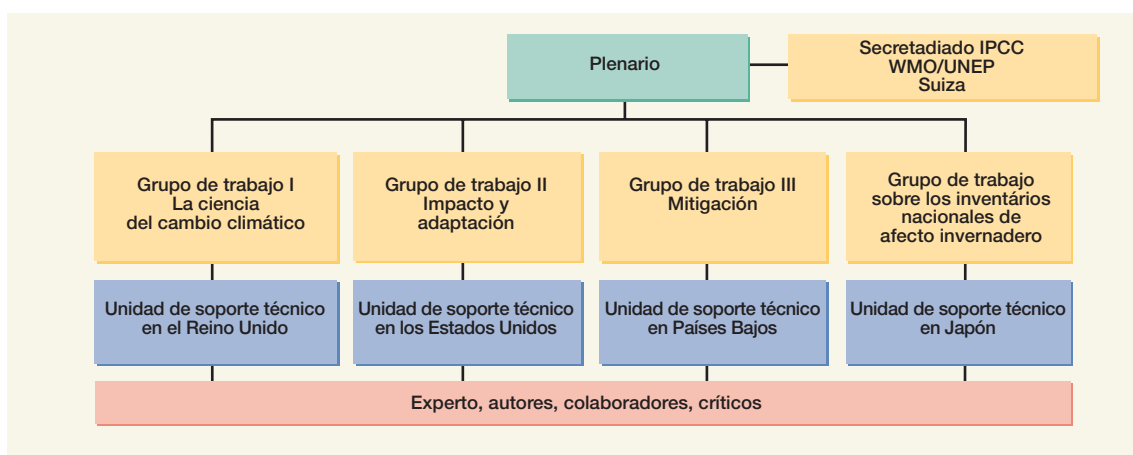 Plenario
Secretadiado IPCC
WMO/UNEP
Suiza
Grupo de trabajo I
La ciencia
del cambio climático
Grupo de trabajo II
Impacto y
adaptación
Grupo de trabajo III
Mitigación
Grupo de trabajo
sobre los inventários
nacionales de
afecto invernadero
Unidad de soporte técnico
en el Reino Unido
Unidad de soporte técnico
en los Estados Unidos
Unidad de soporte técnico
en Países Bajos
Unidad de soporte técnico
en Japón
Experto, autores, colaboradores, críticos